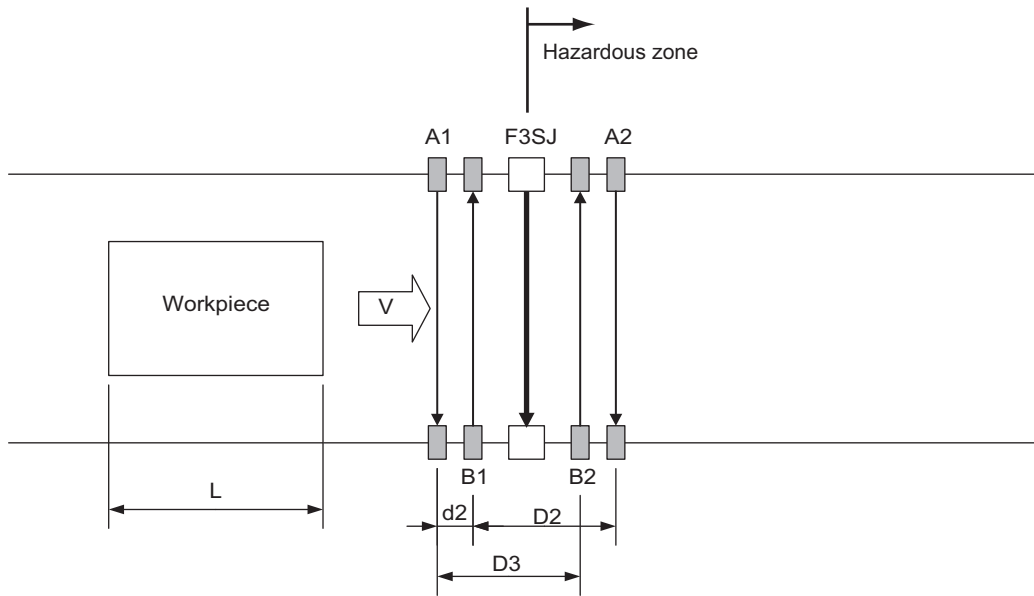 Hazardous zone
A1
F3SJ
A2
Workpiece
V
B1
B2
L
d2
D2
D3